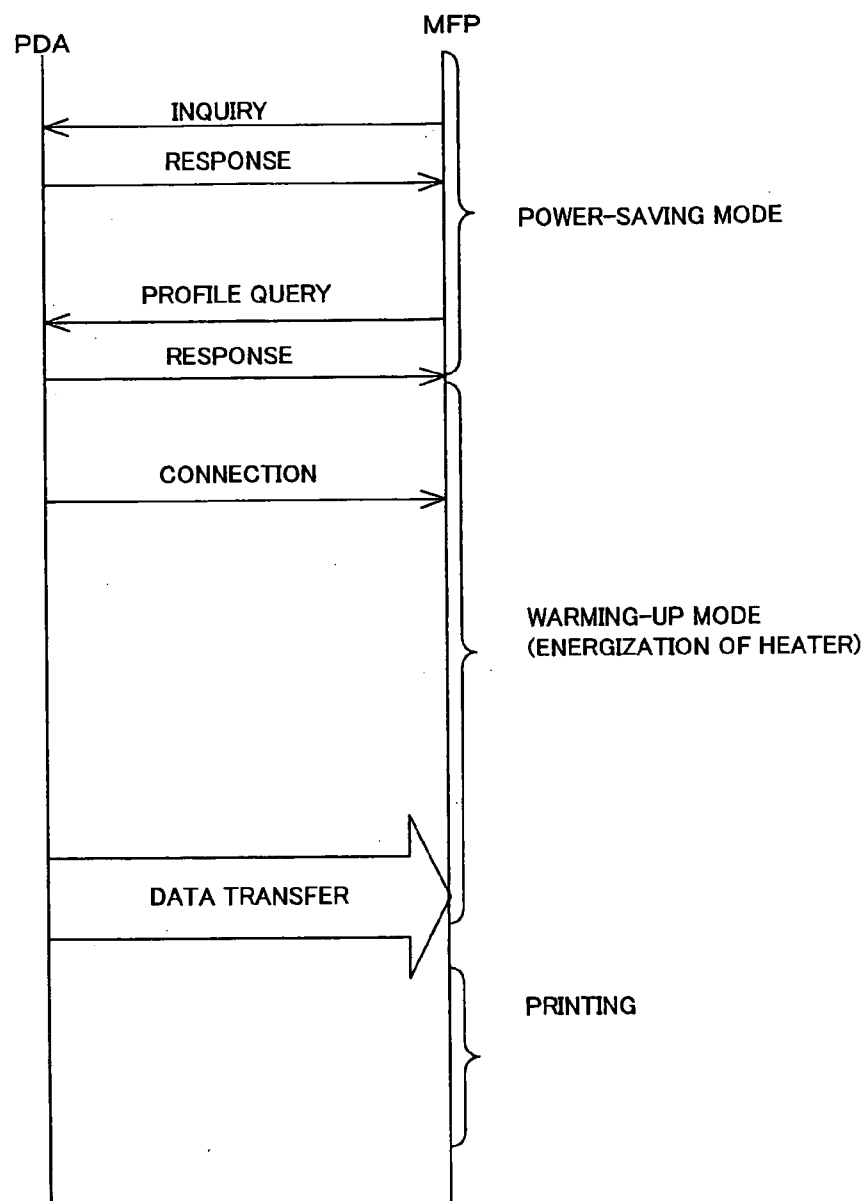 PDA
MFP
INQUIRY
RESPONSE
POWER-SAVING MODE
PROFILE QUERY
RESPONSE
CONNECTION
WARMING-UP MODE
(ENERGIZATION OF HEATER)
DATA TRANSFER
PRINTING